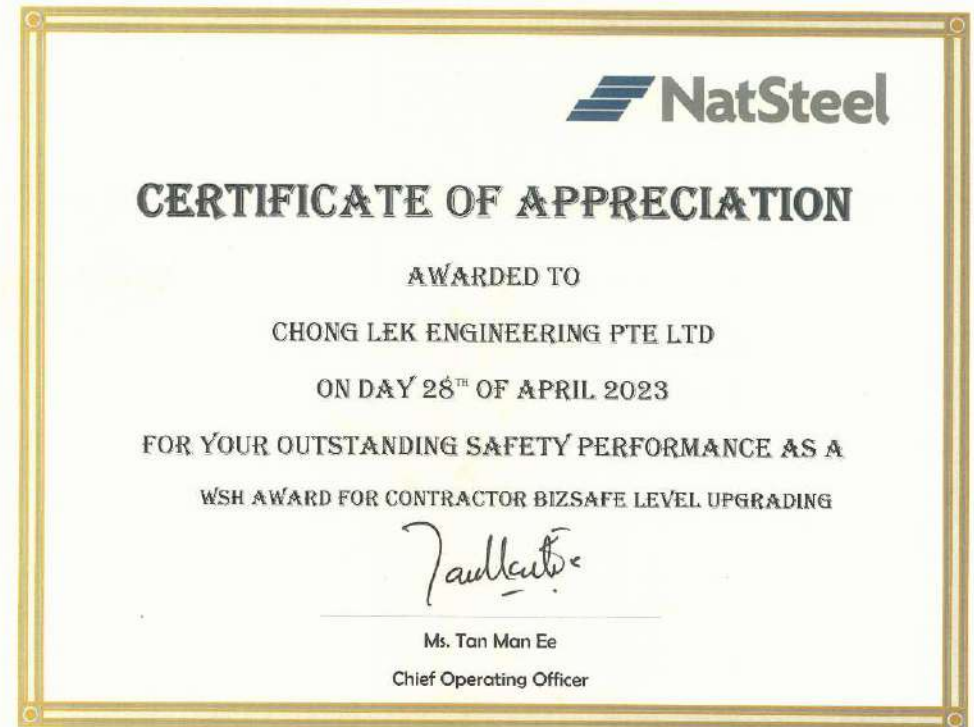 NatSteel
CERTIFICATE OF APPRECIATION
AWARDED TO
CHONG LEK ENGINEERING PTE LTD
ON DAY 28TH OF APRIL 2023
FOR YOUR OUTSTANDING SAFETY PERFORMANCE AS A
WSH AWARD FOR CONTRACTOR BIZSAFE LEVEL UPGRADING
Ms. Tan Man Ee
Chief Operating Officer